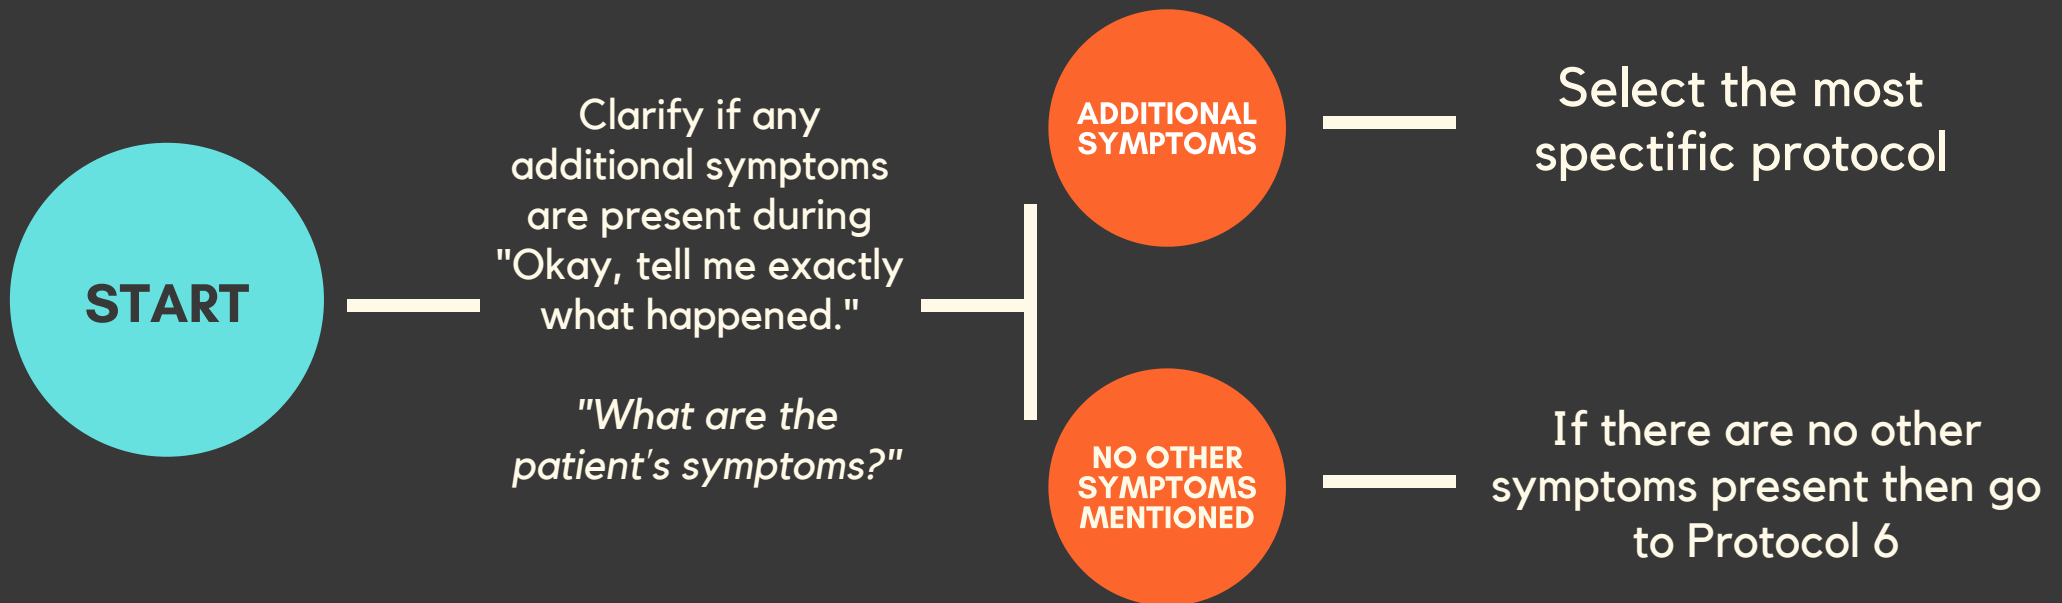 START
Clarify if any
additional symptoms
are present during
"Okay, tell me exactly
what happened."
"What are the
patient's symptoms?"
ADDITIONAL
SYMPTOMS
Select the most
spectific protocol
NO OTHER
SYMPTOMS
MENTIONED
If there are no other
symptoms present then go
to Protocol 6